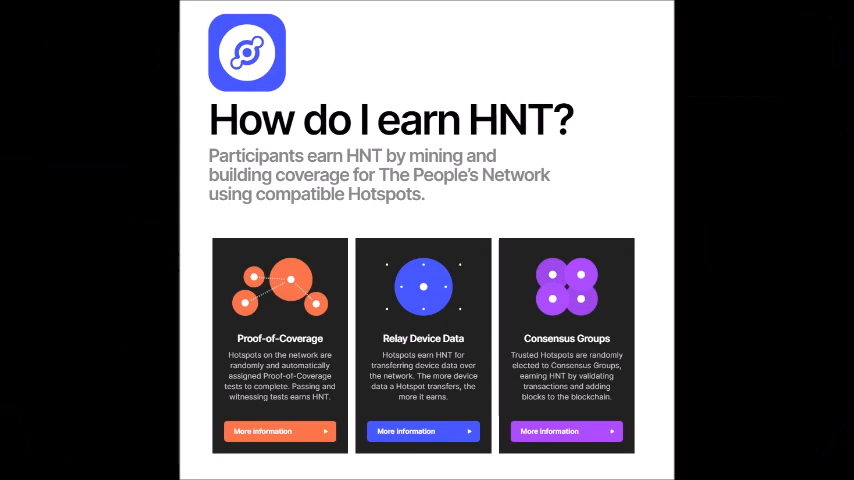 How do I earn HNT?
Participants earn HNT by mining and
building coverage for The People's Network
using compatible Hotspots.
Proof-of-Coverage
Hotspots on the network are
randomly and automatically
assigned Proof-of-Coverage
tests to complete. Passing and
witnessing tests earns HNT.
More information
Relay Device Data
Hotspots earn HNT for
transferring device data over
the network. The more device
data a Hotspot transfers, the
more it earns.
More information
Consensus Groups
Trusted Hotspots are randomly
elected to Consensus Groups,
earning HNT by validating
transactions and adding
blocks to the blockchain.
More information